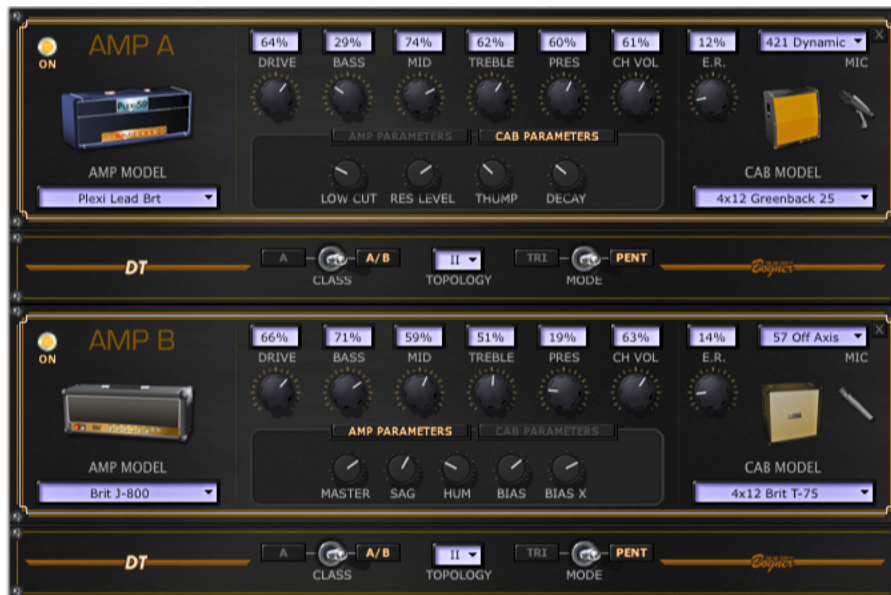 AMP A
ON
64% 29% 74% 62% 60% 61% 12% 421 Dynamic X
DRIVE BASS MID TREBLE PRES CH VOL E.R. MIC
Plexi59
AMP PARAMETERS CAB PARAMETERS
AMP MODEL CAB MODEL
LOW CUT RES LEVEL THUMP DECAY
Plexi Lead Brt 4x12 Greenback 25
DT A A/B II TRI PENT Bogner
CLASS TOPOLOGY MODE
AMP B
ON
66% 71% 59% 51% 19% 63% 14% 57 Off Axis X
DRIVE BASS MID TREBLE PRES CH VOL E.R. MIC
AMP PARAMETERS CAB PARAMETERS
AMP MODEL CAB MODEL
MASTER SAG HUM BIAS BIAS X
Brit J-800 4x12 Brit T-75
DT A A/B II TRI PENT Bogner
CLASS TOPOLOGY MODE